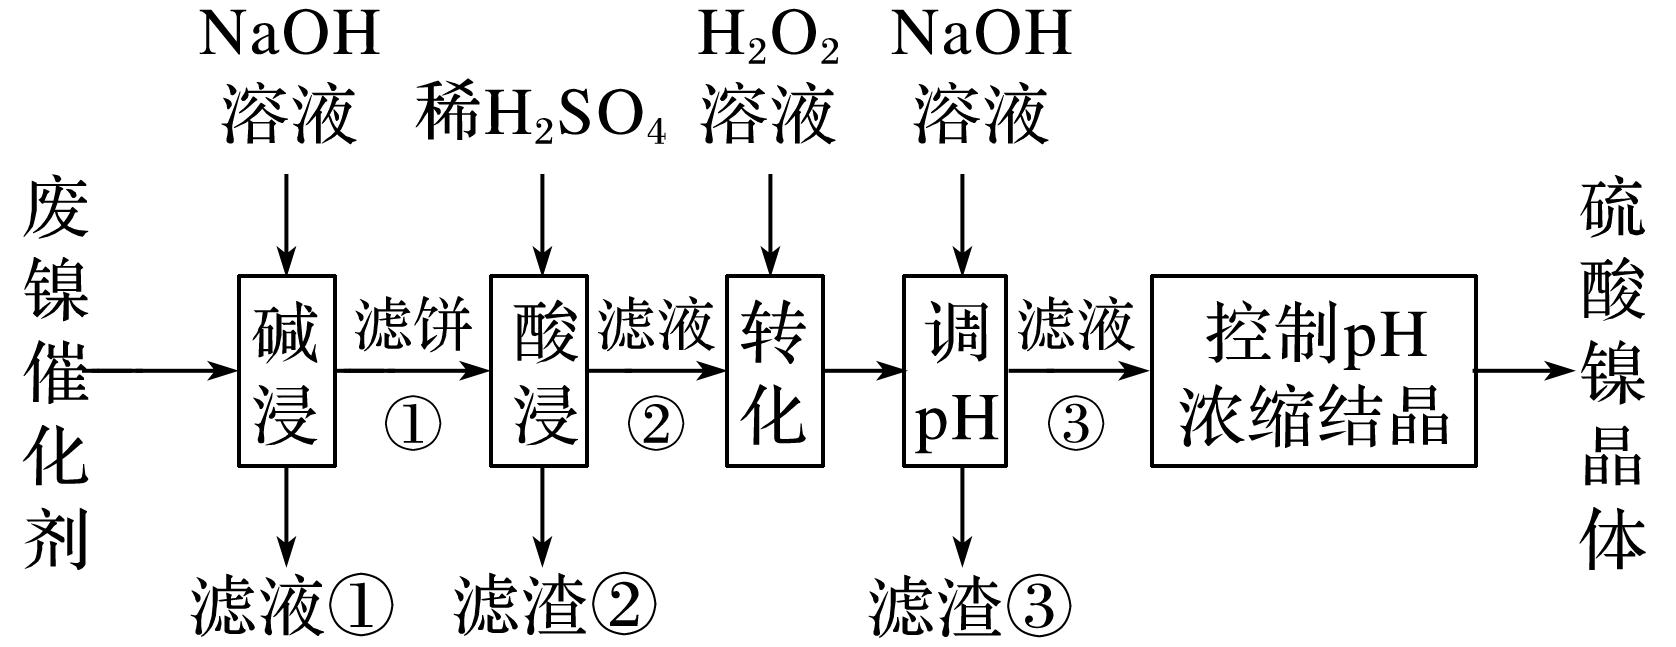 NaOH
溶液
稀H₂SO₄
H₂O₂
溶液
NaOH
溶液
废镍催化剂
碱浸
滤饼
①
酸浸
滤液
②
转化
调
pH
滤液
③
控制pH
浓缩结晶
硫酸镍晶体
滤液①
滤渣②
滤渣③